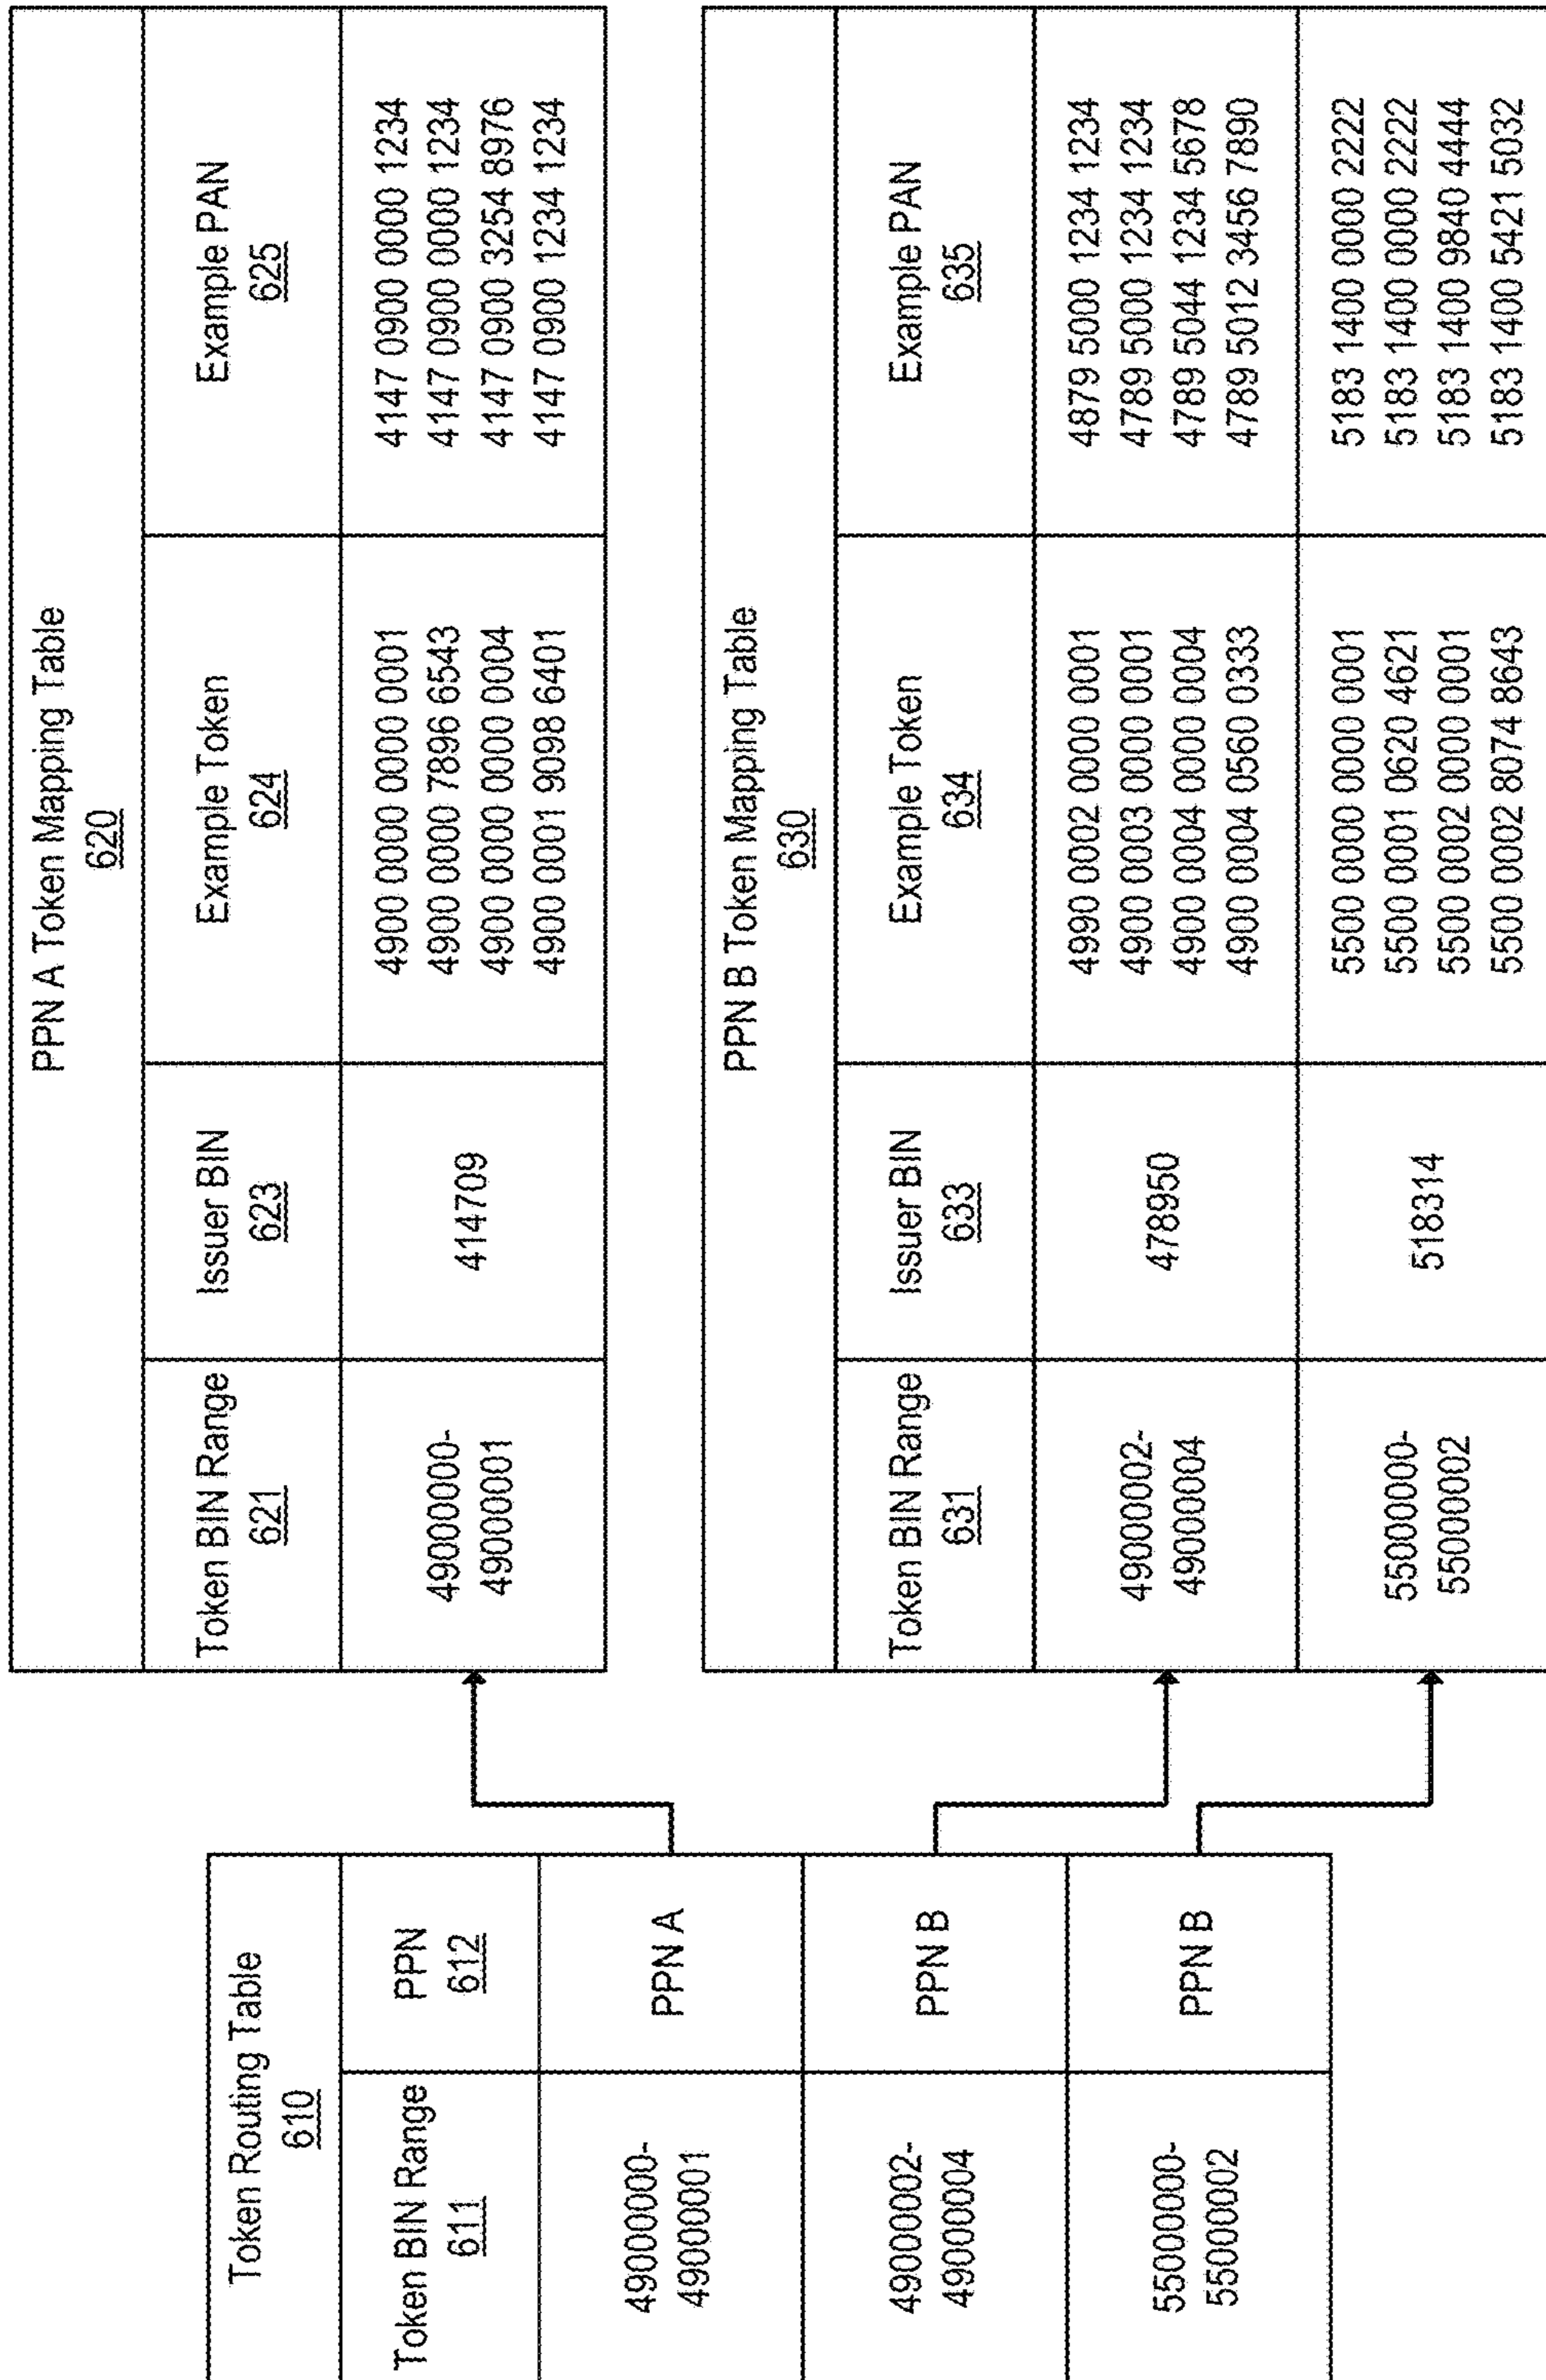 Token Routing Table
610
Token BIN Range
611
PPN
612
49000000-
49000001
PPN A
49000002-
49000004
PPN B
55000000-
55000002
PPN B
PPN A Token Mapping Table
620
Token BIN Range
621
Issuer BIN
623
Example Token
624
Example PAN
625
49000000-
49000001
414709
4900 0000 0000 0001
4900 0000 7896 6543
4900 0000 0000 0004
4900 0001 9098 6401
4147 0900 0000 1234
4147 0900 0000 1234
4147 0900 3254 8976
4147 0900 1234 1234
PPN B Token Mapping Table
630
Token BIN Range
631
Issuer BIN
633
Example Token
634
Example PAN
635
49000002-
49000004
478950
4990 0002 0000 0001
4900 0003 0000 0001
4900 0004 0000 0004
4900 0004 0560 0333
4879 5000 1234 1234
4789 5000 1234 1234
4789 5044 1234 5678
4789 5012 3456 7890
55000000-
55000002
518314
5500 0000 0000 0001
5500 0001 0620 4621
5500 0002 0000 0001
5500 0002 8074 8643
5183 1400 0000 2222
5183 1400 0000 2222
5183 1400 9840 4444
5183 1400 5421 5032